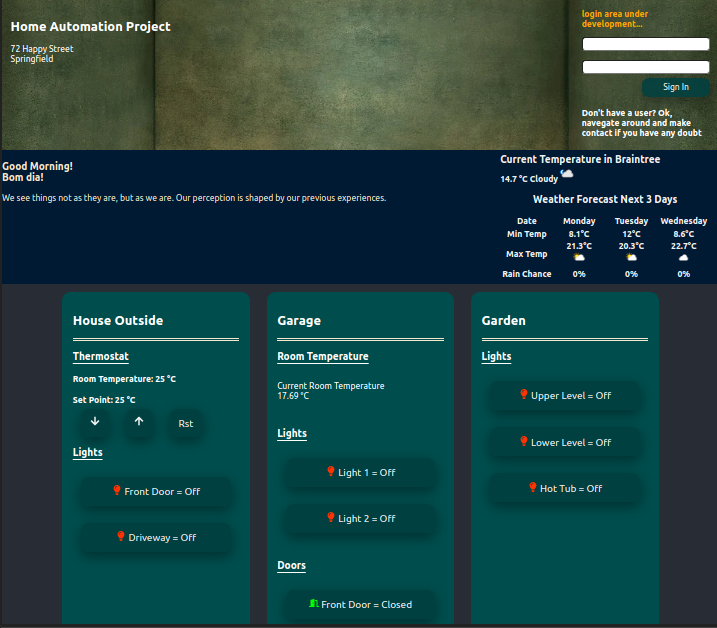 Home Automation Project
72 Happy Street
Springfield
login area under
development...
Sign In
Don't have a user? Ok,
navegate around and make
contact if you have any doubt
Good Morning!
Bom dia!
We see things not as they are, but as we are. Our perception is shaped by our previous experiences.
Current Temperature in Braintree
14.7 °C Cloudy
Weather Forecast Next 3 Days
Date Monday Tuesday Wednesday
Min Temp 8.1°C 12°C 8.6°C
Max Temp 21.3°C 20.3°C 22.7°C
Rain Chance 0% 0% 0%
House Outside
Thermostat
Room Temperature: 25 °C
Set Point: 25 °C
Rst
Lights
Front Door = Off
Driveway = Off
Garage
Room Temperature
Current Room Temperature
17.69 °C
Lights
Light 1 = Off
Light 2 = Off
Doors
Front Door = Closed
Garden
Lights
Upper Level = Off
Lower Level = Off
Hot Tub = Off